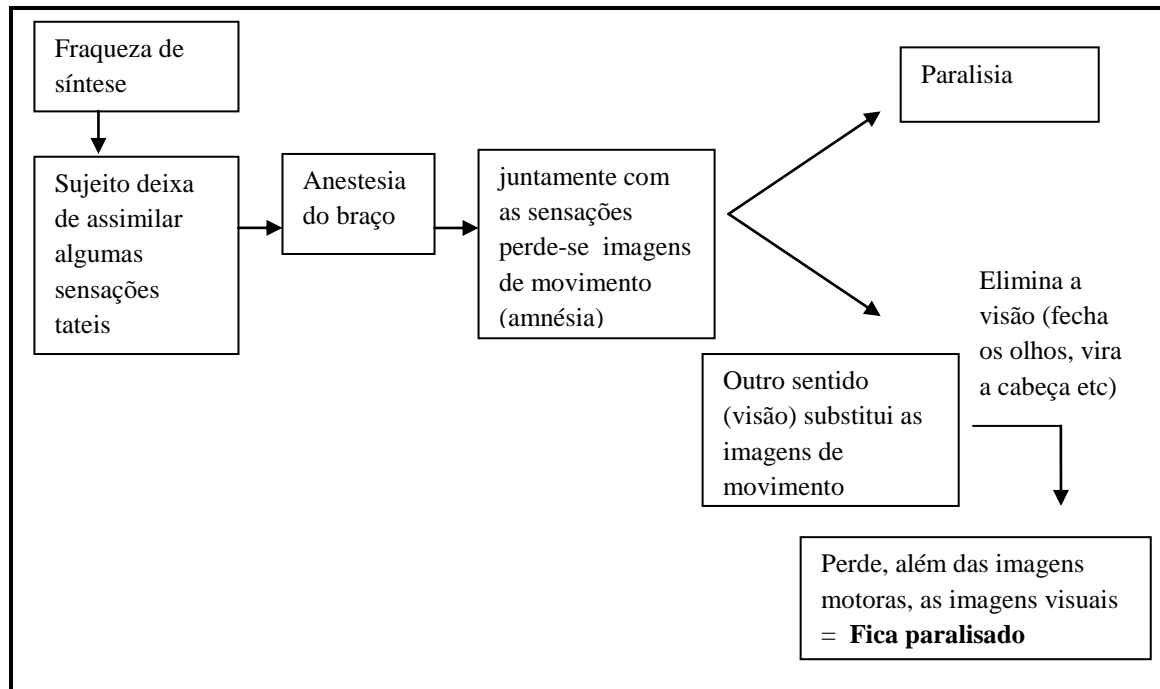 Fraqueza de
síntese
Sujeito deixa
de assimilar
algumas
sensações
tateis
Anestesia
do braço
juntamente com
as sensações
perde-se imagens
de movimento
(amnésia)
Paralisia
Outro sentido
(visão) substitui as
imagens de
movimento
Elimina a
visão (fecha
os olhos, vira
a cabeça etc)
Perde, além das imagens
motoras, as imagens visuais
= Fica paralisado